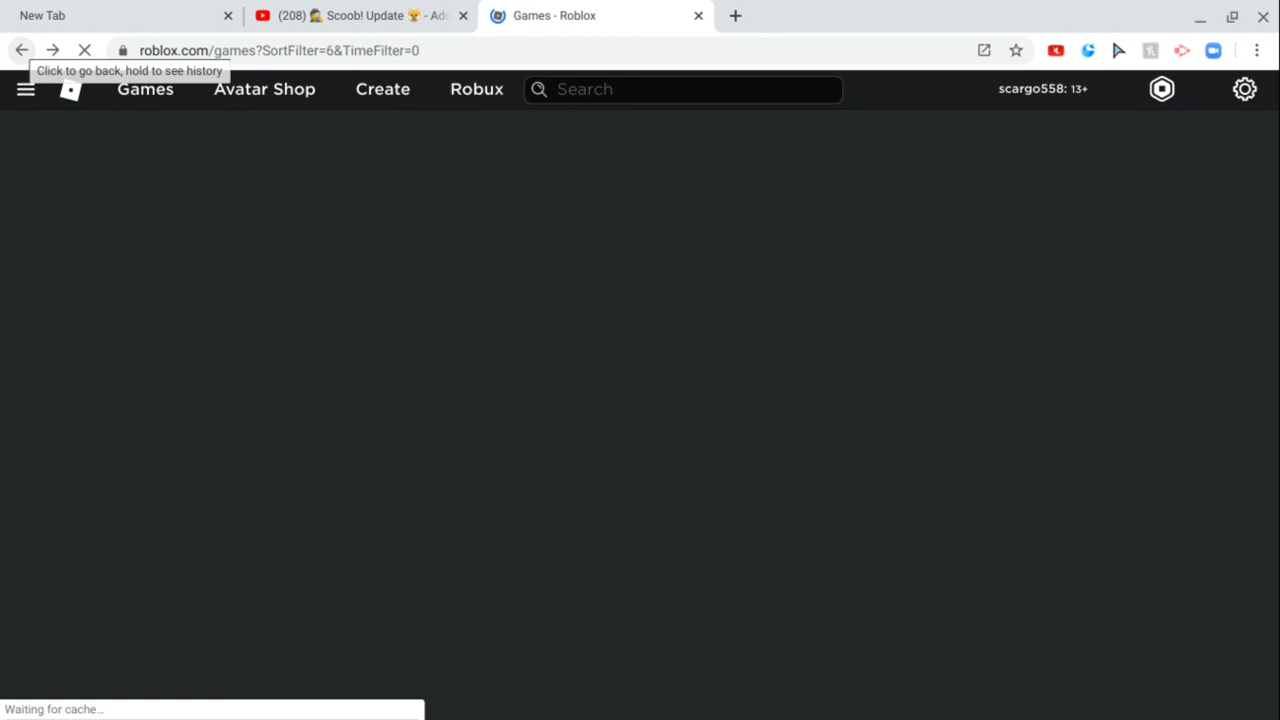 New Tab
(208) 🕵 Scoob! Update 🐯 - Ado
Games - Roblox
roblox.com/games?SortFilter=6&TimeFilter=0
Click to go back, hold to see history
Games
Avatar Shop
Create
Robux
Search
scargo558: 13+
Waiting for cache...